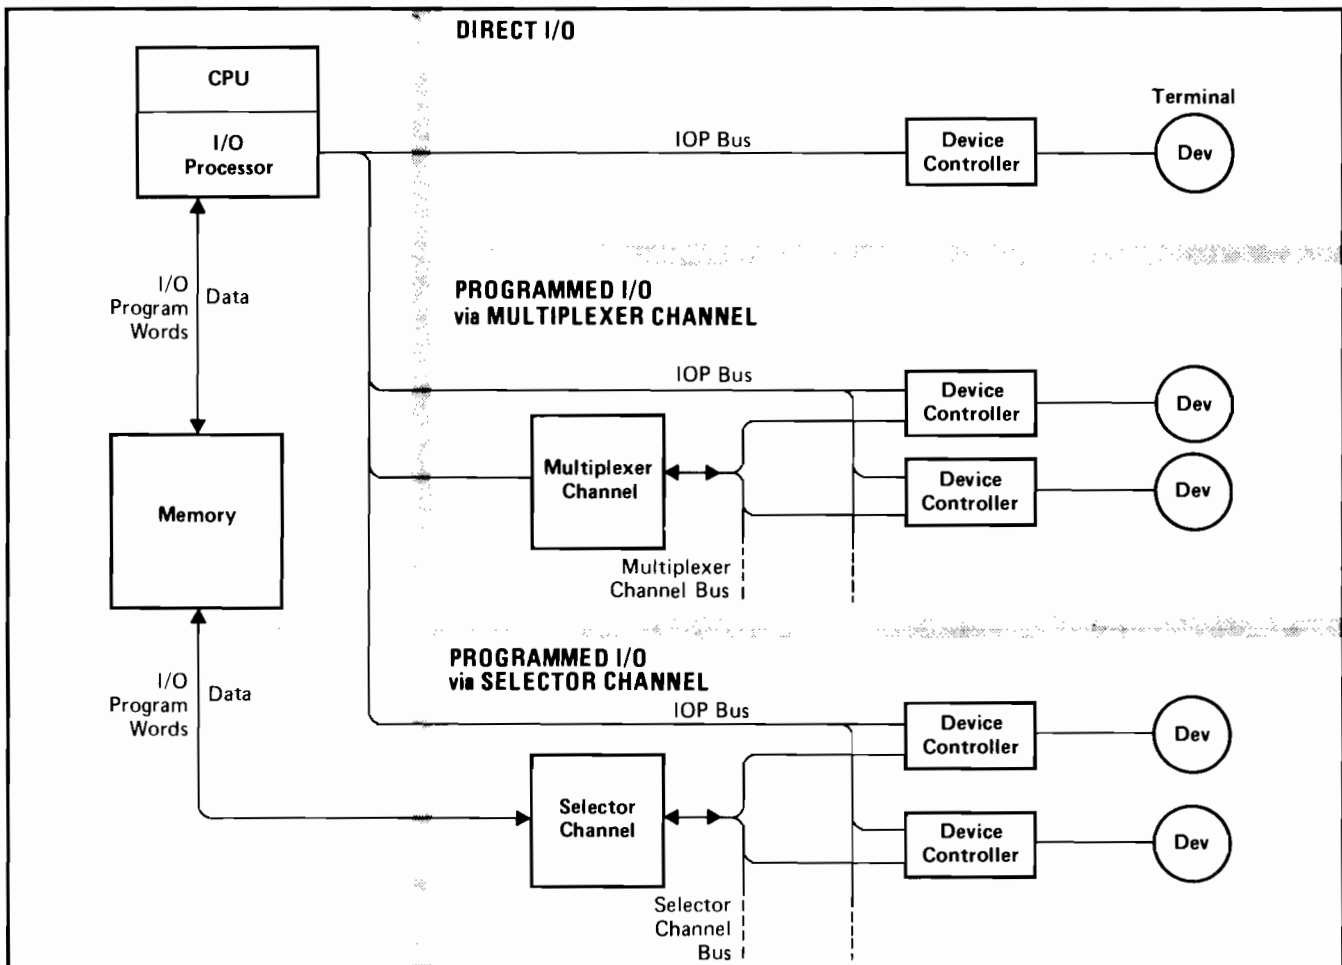 DIRECT I/O
CPU
I/O
Processor
IOP Bus
Device
Controller
Terminal
Dev
I/O
Program
Words
Data
PROGRAMMED I/O
via MULTIPLEXER CHANNEL
IOP Bus
Device
Controller
Dev
Multiplexer
Channel
Device
Controller
Dev
Memory
Multiplexer
Channel Bus
I/O
Program
Words
Data
PROGRAMMED I/O
via SELECTOR CHANNEL
IOP Bus
Device
Controller
Dev
Selector
Channel
Device
Controller
Dev
Selector
Channel
Bus